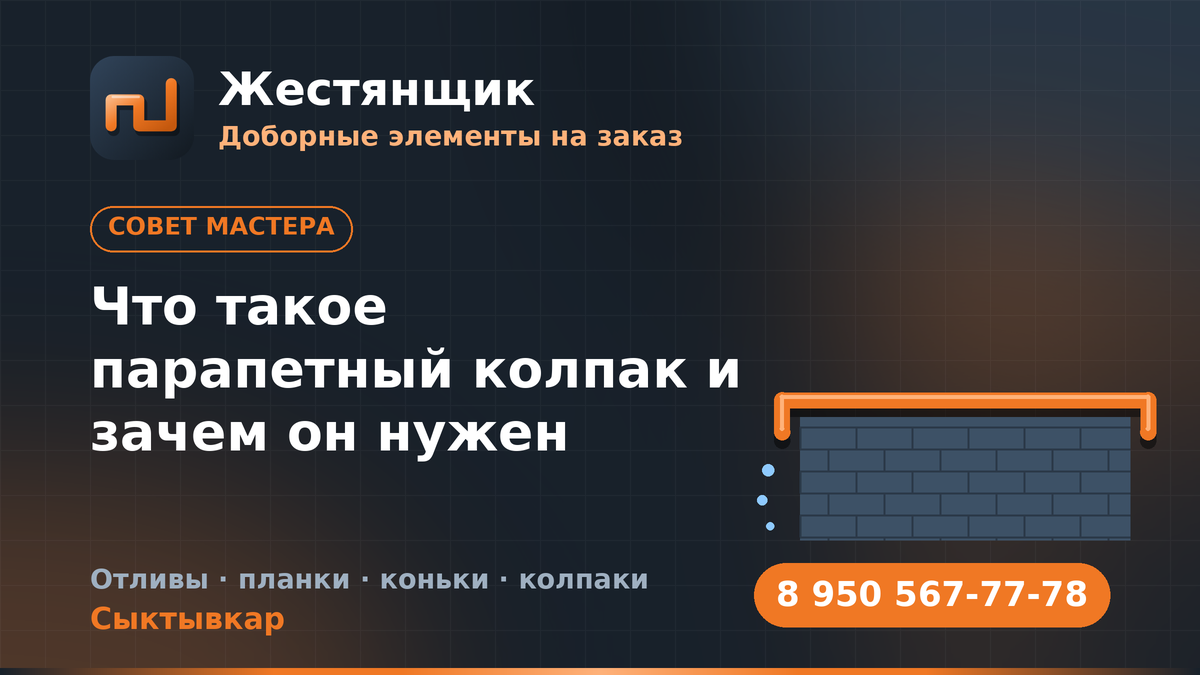 Жестянщик
Доборные элементы на заказ
СОВЕТ МАСТЕРА
Что такое
парапетный колпак и
зачем он нужен
Отливы · планки · коньки · колпаки
Сыктывкар
8 950 567-77-78